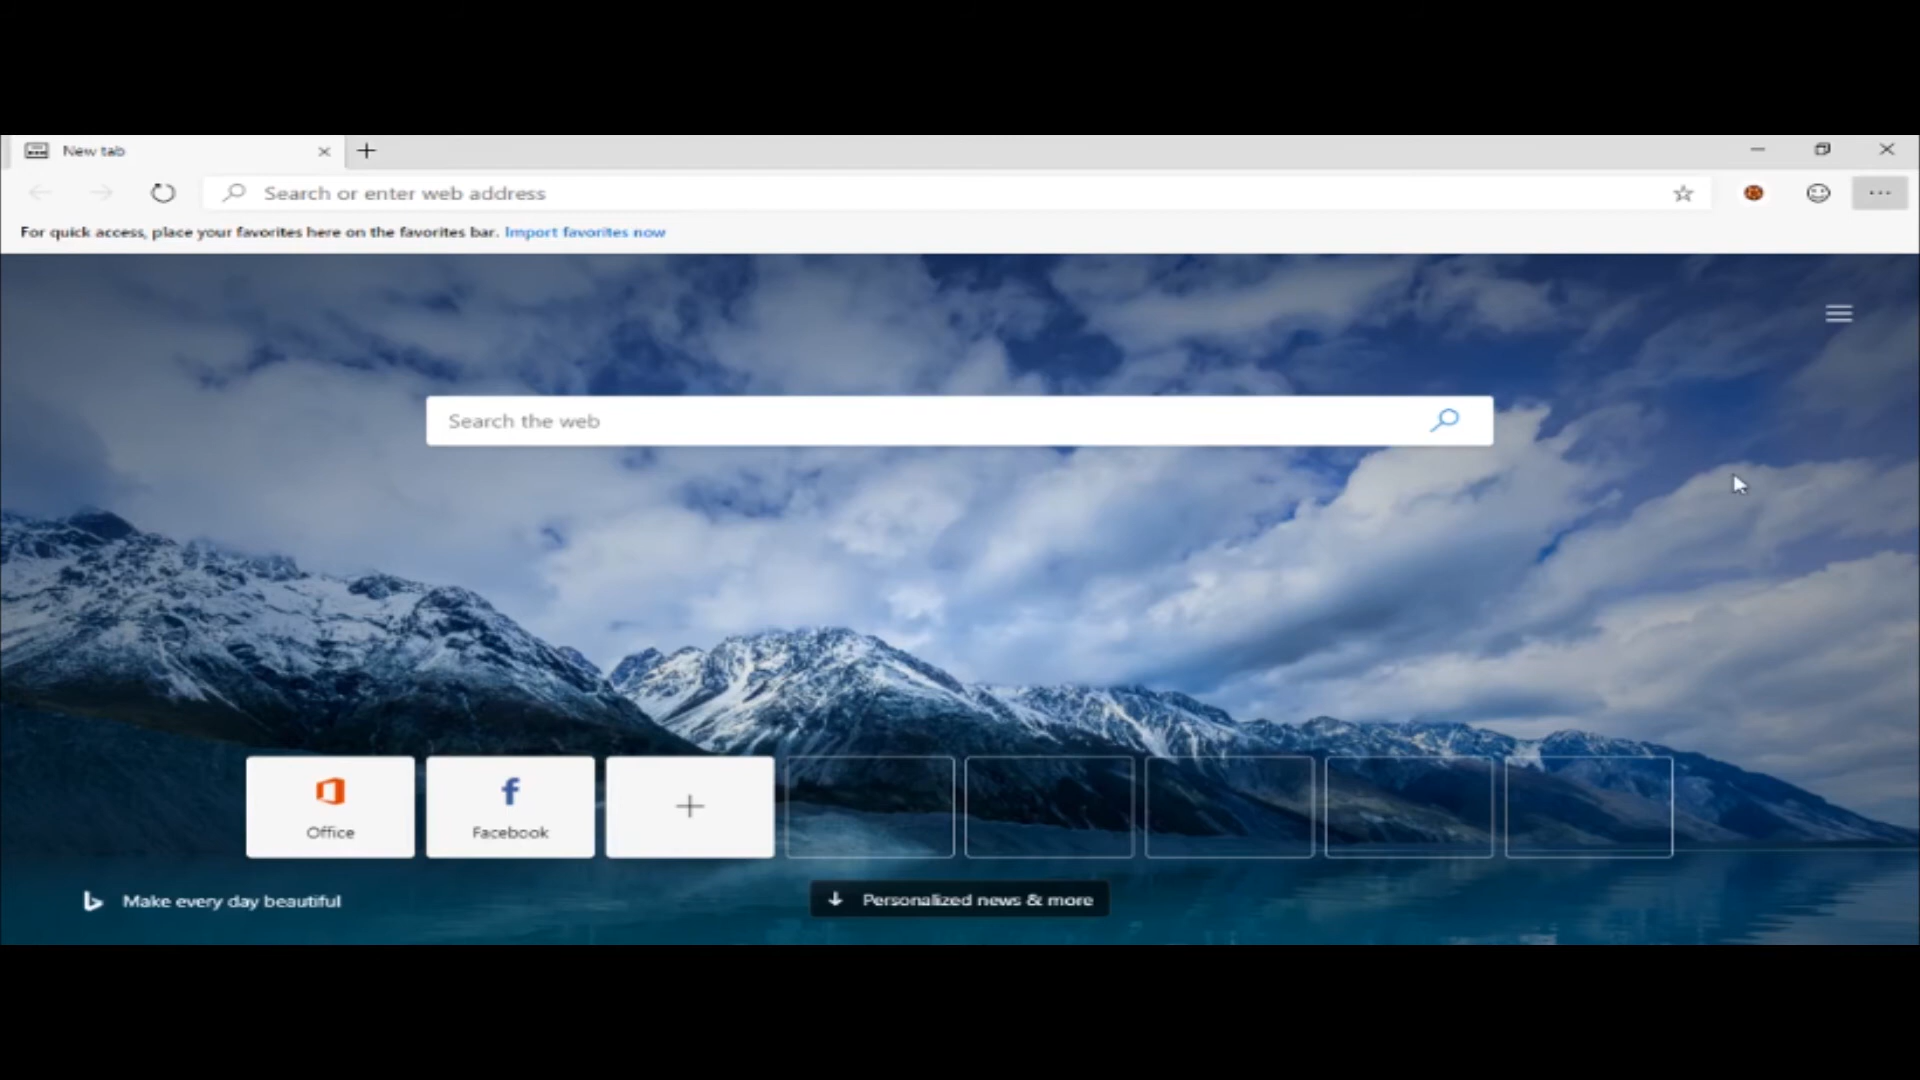 New tab
Search or enter web address
For quick access, place your favorites here on the favorites bar. Import favorites now
Search the web
Office
Facebook
Make every day beautiful
Personalized news & more